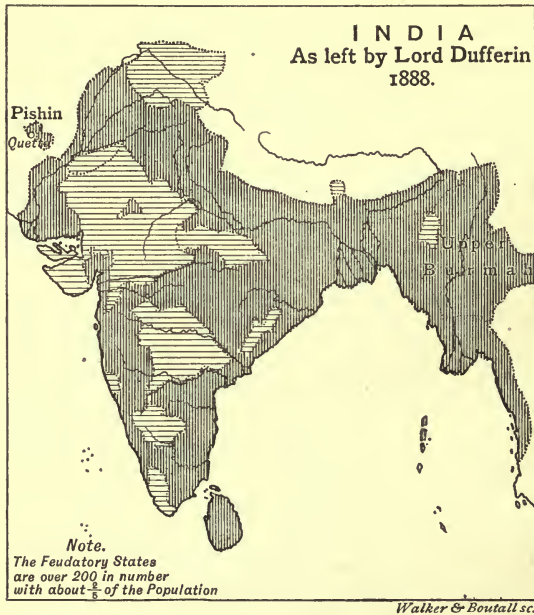 INDIA
As left by Lord Dufferin
1888.
Pishin
Quetta
Upper
Burmah
Note.
The Feudatory States
are over 200 in number
with about 2/5 of the Population
Walker & Boutall sc.